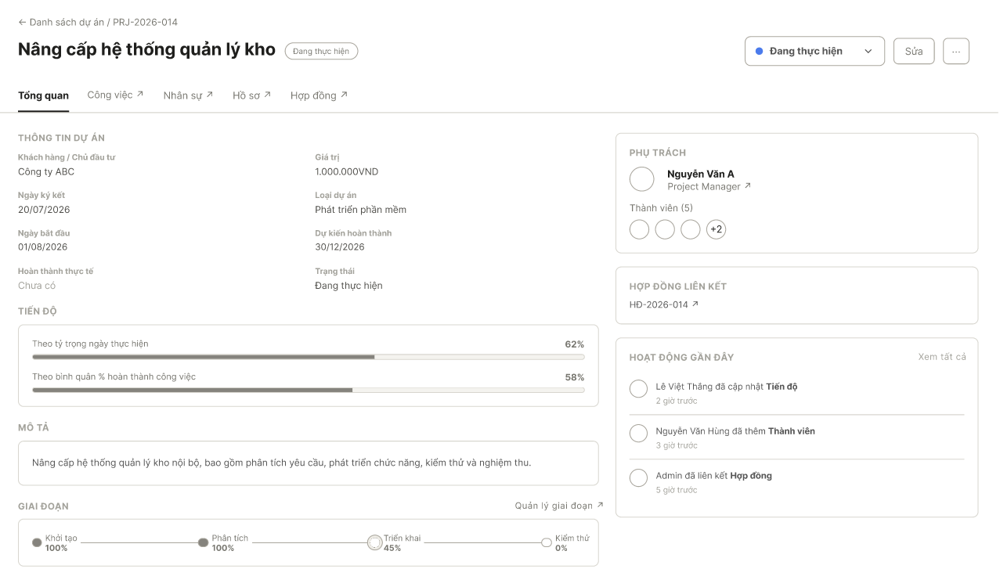 ← Danh sách dự án / PRJ-2026-014
Nâng cấp hệ thống quản lý kho
Đang thực hiện
Đang thực hiện
Sửa
...
Tổng quan
Công việc ↗
Nhân sự ↗
Hồ sơ ↗
Hợp đồng ↗
THÔNG TIN DỰ ÁN
Khách hàng / Chủ đầu tư
Công ty ABC
Giá trị
1.000.000VND
Ngày ký kết
20/07/2026
Loại dự án
Phát triển phần mềm
Ngày bắt đầu
01/08/2026
Dự kiến hoàn thành
30/12/2026
Hoàn thành thực tế
Chưa có
Trạng thái
Đang thực hiện
TIẾN ĐỘ
Theo tỷ trọng ngày thực hiện 62%
Theo bình quân % hoàn thành công việc 58%
MÔ TẢ
Nâng cấp hệ thống quản lý kho nội bộ, bao gồm phân tích yêu cầu, phát triển chức năng, kiểm thử và nghiệm thu.
GIAI ĐOẠN
Quản lý giai đoạn ↗
Khởi tạo
100%
Phân tích
100%
Triển khai
45%
Kiểm thử
0%
PHỤ TRÁCH
Nguyễn Văn A
Project Manager ↗
Thành viên (5)
+2
HỢP ĐỒNG LIÊN KẾT
HĐ-2026-014 ↗
HOẠT ĐỘNG GẦN ĐÂY
Xem tất cả
Lê Việt Thắng đã cập nhật Tiến độ
2 giờ trước
Nguyễn Văn Hùng đã thêm Thành viên
3 giờ trước
Admin đã liên kết Hợp đồng
5 giờ trước